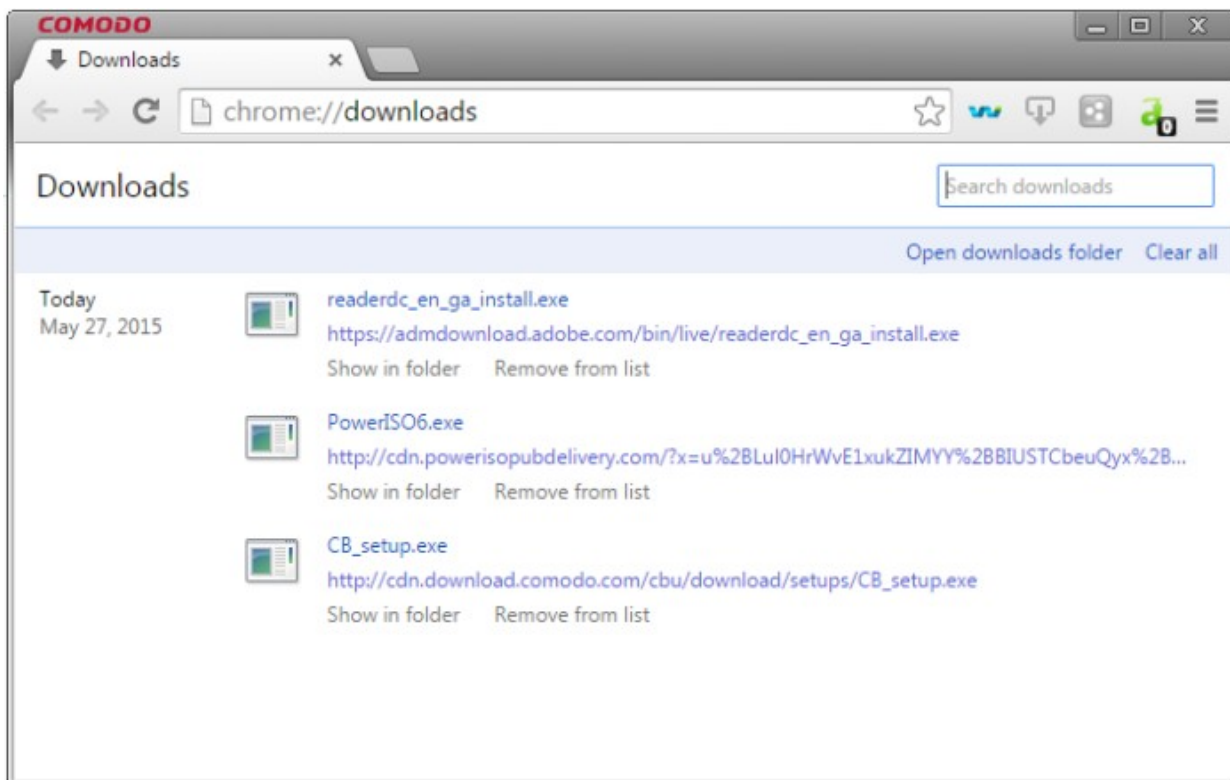 COMODO
Downloads
chrome://downloads
0
Downloads
Search downloads
Open downloads folder Clear all
Today
May 27, 2015
readerdc_en_ga_install.exe
https://admdownload.adobe.com/bin/live/readerdc_en_ga_install.exe
Show in folder Remove from list
PowerISO6.exe
http://cdn.powerisopubdelivery.com/?x=u%2BLuI0HrWvE1xukZIMYY%2BBIUSTCbeuQyx%2B...
Show in folder Remove from list
CB_setup.exe
http://cdn.download.comodo.com/cbu/download/setups/CB_setup.exe
Show in folder Remove from list